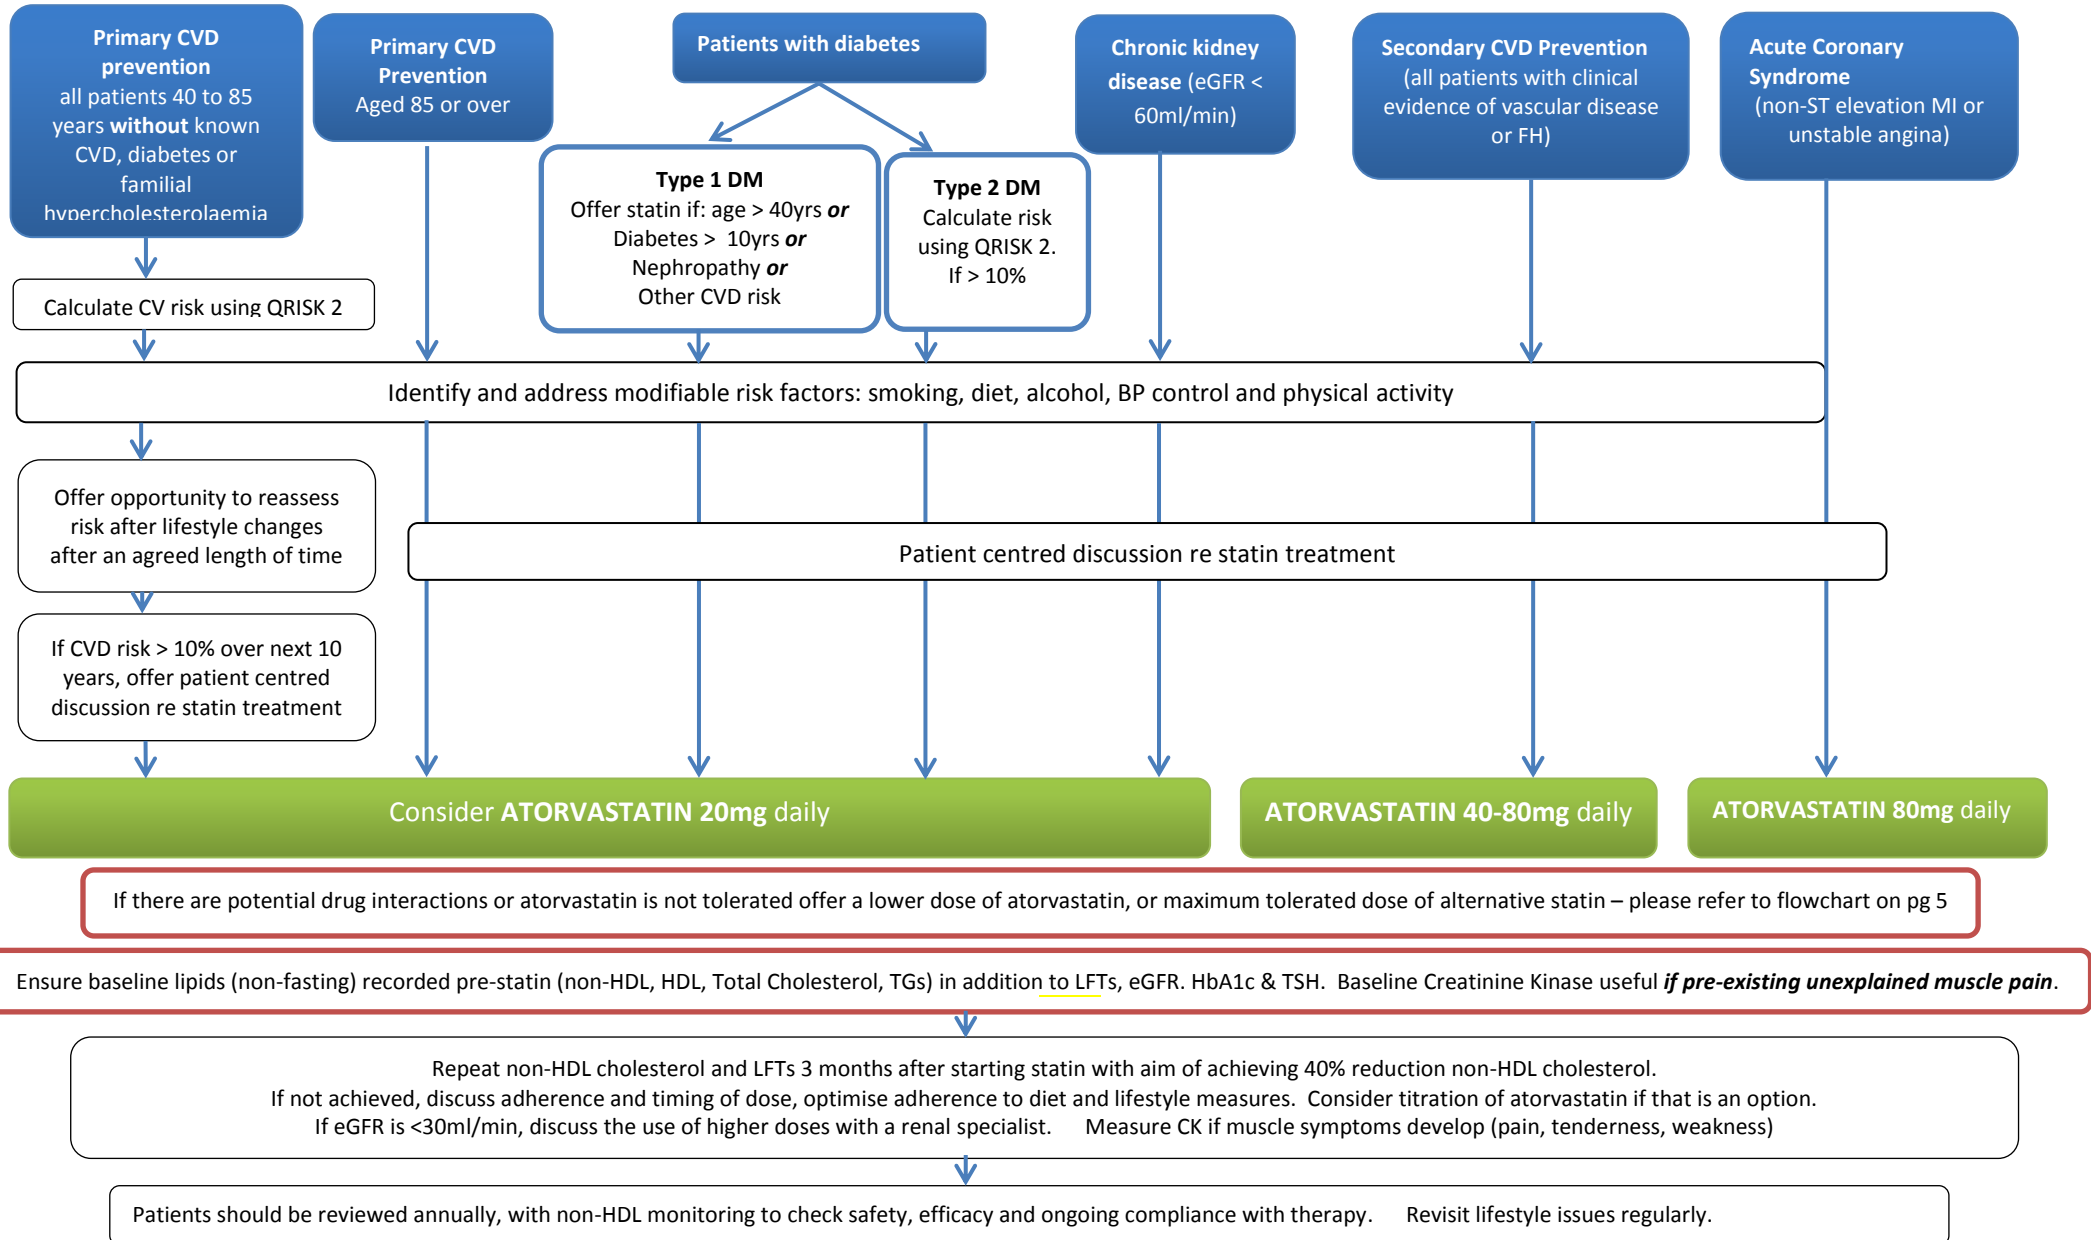 Primary CVD
prevention
all patients 40 to 85
years without known
CVD, diabetes or
familial
hypercholesterolaemia
Primary CVD
Prevention
Aged 85 or over
Patients with diabetes
Chronic kidney
disease (eGFR <
60ml/min)
Secondary CVD Prevention
(all patients with clinical
evidence of vascular disease
or FH)
Acute Coronary
Syndrome
(non-ST elevation MI or
unstable angina)
Type 1 DM
Offer statin if: age > 40yrs or
Diabetes > 10yrs or
Nephropathy or
Other CVD risk
Type 2 DM
Calculate risk
using QRISK 2.
If > 10%
Calculate CV risk using QRISK 2
Identify and address modifiable risk factors: smoking, diet, alcohol, BP control and physical activity
Offer opportunity to reassess
risk after lifestyle changes
after an agreed length of time
Patient centred discussion re statin treatment
If CVD risk > 10% over next 10
years, offer patient centred
discussion re statin treatment
Consider ATORVASTATIN 20mg daily
ATORVASTATIN 40-80mg daily
ATORVASTATIN 80mg daily
If there are potential drug interactions or atorvastatin is not tolerated offer a lower dose of atorvastatin, or maximum tolerated dose of alternative statin – please refer to flowchart on pg 5
Ensure baseline lipids (non-fasting) recorded pre-statin (non-HDL, HDL, Total Cholesterol, TGs) in addition to LFTs, eGFR. HbA1c & TSH. Baseline Creatinine Kinase useful if pre-existing unexplained muscle pain.
Repeat non-HDL cholesterol and LFTs 3 months after starting statin with aim of achieving 40% reduction non-HDL cholesterol.
If not achieved, discuss adherence and timing of dose, optimise adherence to diet and lifestyle measures. Consider titration of atorvastatin if that is an option.
If eGFR is <30ml/min, discuss the use of higher doses with a renal specialist. Measure CK if muscle symptoms develop (pain, tenderness, weakness)
Patients should be reviewed annually, with non-HDL monitoring to check safety, efficacy and ongoing compliance with therapy. Revisit lifestyle issues regularly.